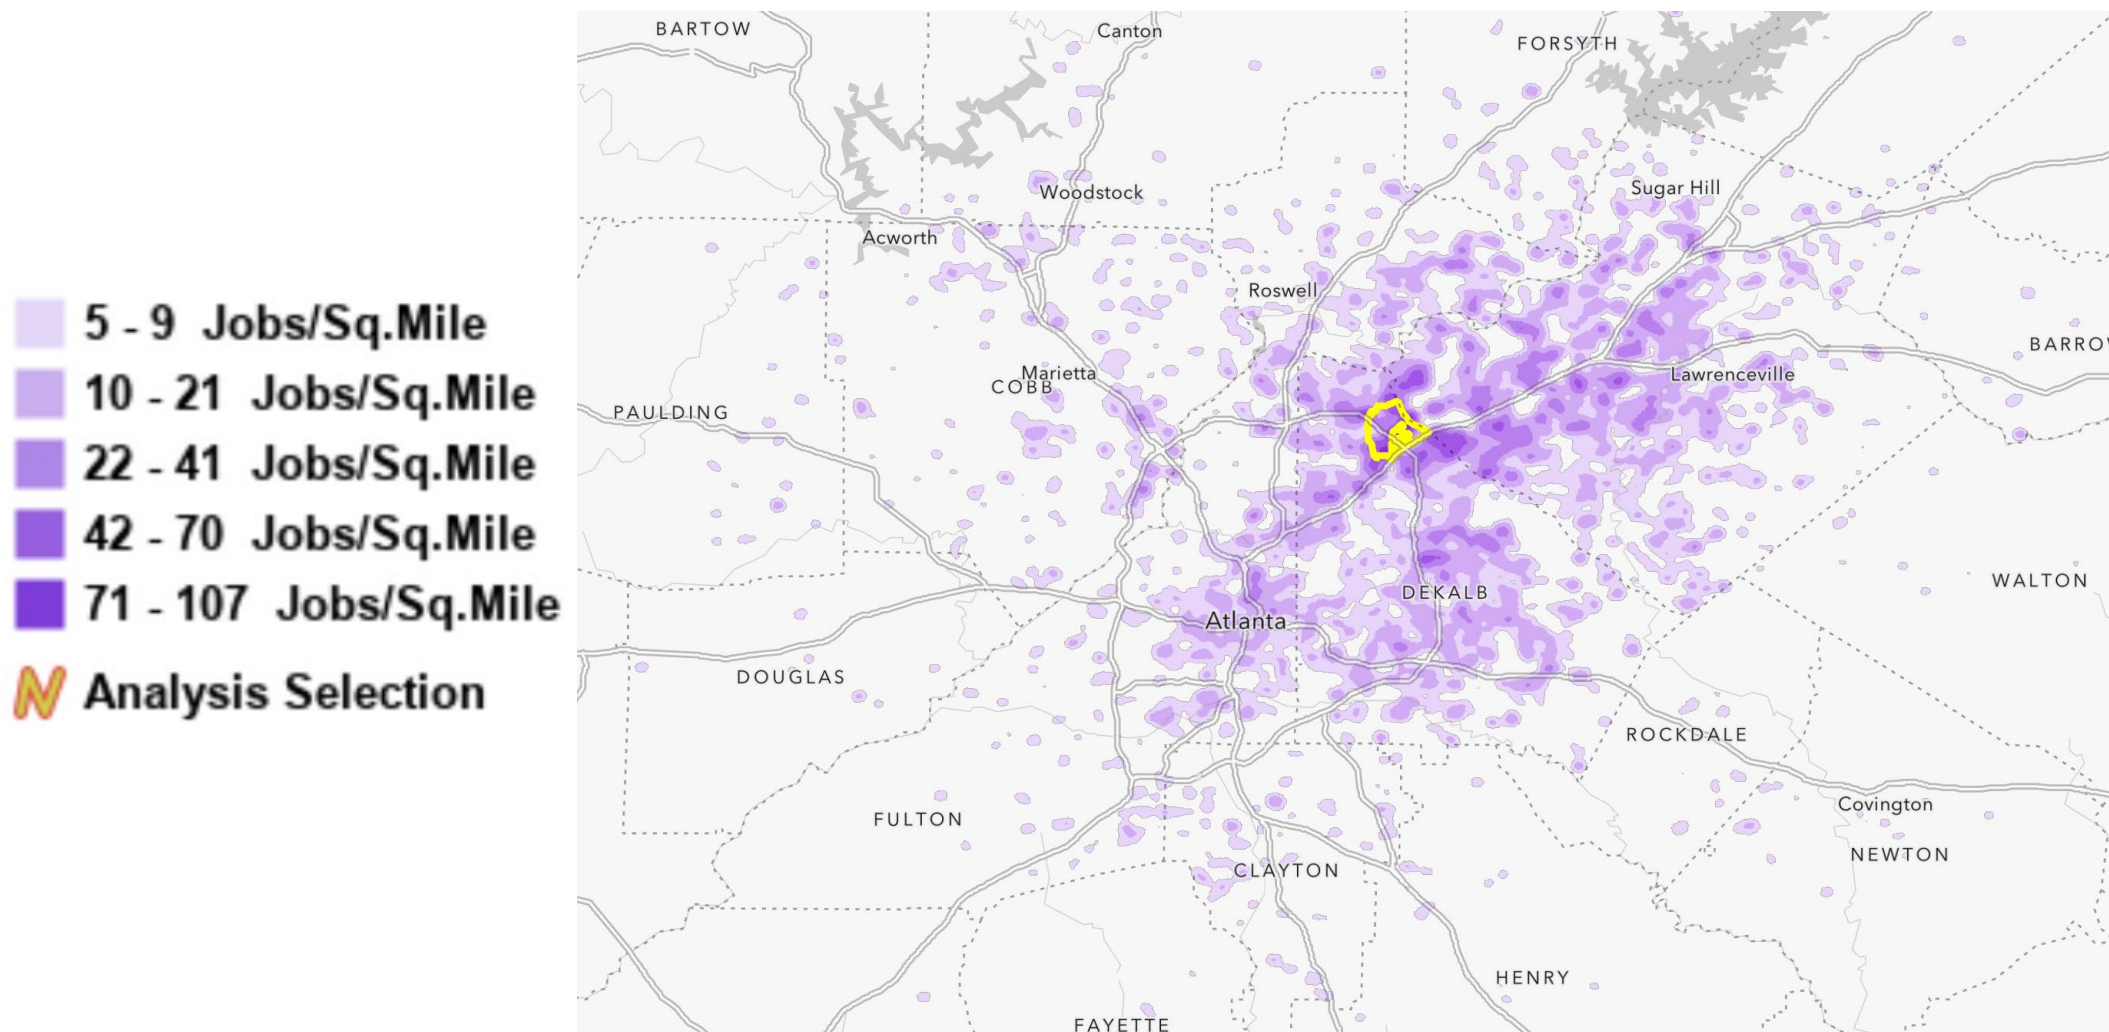 5 - 9 Jobs/Sq.Mile
10 - 21 Jobs/Sq.Mile
22 - 41 Jobs/Sq.Mile
42 - 70 Jobs/Sq.Mile
71 - 107 Jobs/Sq.Mile
Analysis Selection
BARTOW
Canton
FORSYTH
Woodstock
Sugar Hill
Acworth
Roswell
BARROW
Marietta
COBB
Lawrenceville
PAULDING
WALTON
DEKALB
Atlanta
DOUGLAS
ROCKDALE
Covington
FULTON
NEWTON
CLAYTON
HENRY
FAYETTE